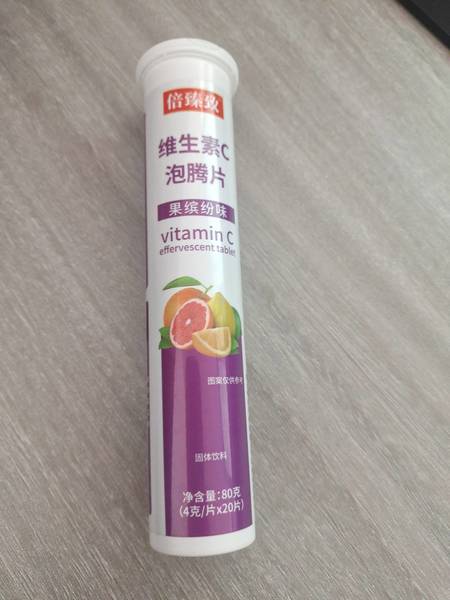 倍臻致
维生素C
泡腾片
果缤纷味
vitamin C
effervescent tablet
图案仅供参考
固体饮料
净含量:80克
(4克/片x20片)